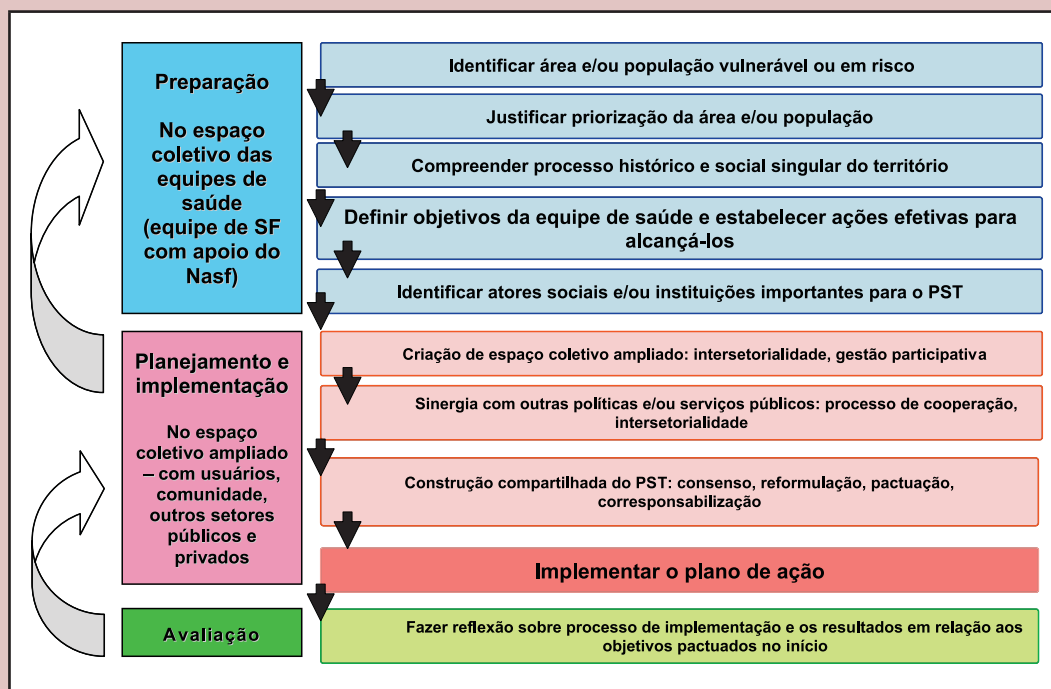 Preparação
No espaço
coletivo das
equipes de
saúde
(equipe de SF
com apoio do
Nasf)
Identificar área e/ou população vulnerável ou em risco
Justificar priorização da área e/ou população
Compreender processo histórico e social singular do território
Definir objetivos da equipe de saúde e estabelecer ações efetivas para
alcançá-los
Identificar atores sociais e/ou instituições importantes para o PST
Planejamento e
implementação
No espaço
coletivo ampliado
– com usuários,
comunidade,
outros setores
públicos e
privados
Criação de espaço coletivo ampliado: intersetorialidade, gestão participativa
Sinergia com outras políticas e/ou serviços públicos: processo de cooperação,
intersetorialidade
Construção compartilhada do PST: consenso, reformulação, pactuação,
corresponsabilização
Implementar o plano de ação
Avaliação
Fazer reflexão sobre processo de implementação e os resultados em relação aos
objetivos pactuados no início